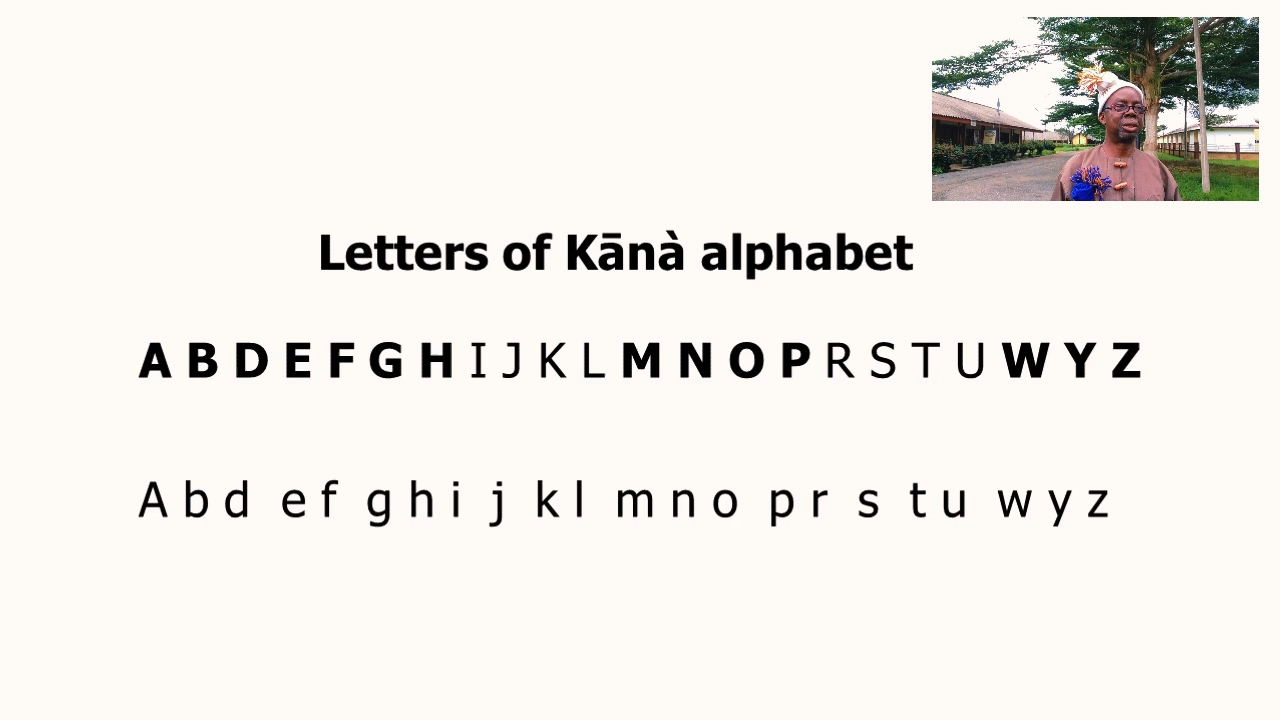 Letters of Kānà alphabet
A B D E F G H I J K L M N O P R S T U W Y Z
A b d e f g h i j k l m n o p r s t u w y z